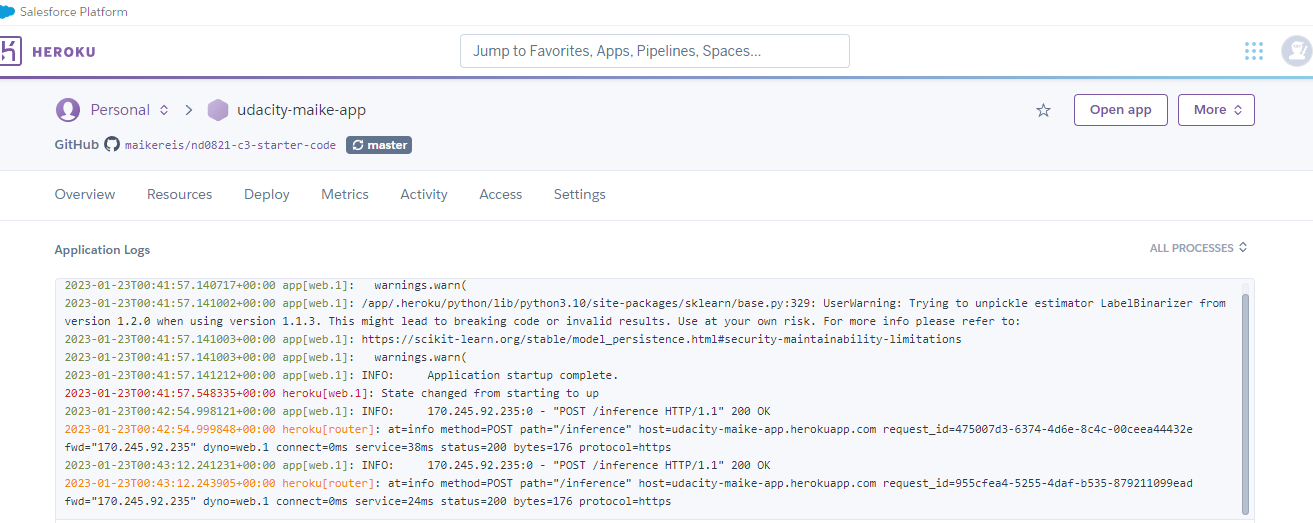 Salesforce Platform
HEROKU
Jump to Favorites, Apps, Pipelines, Spaces...
Personal
udacity-maike-app
Open app
More
GitHub maikereis/nd0821-c3-starter-code master
Overview Resources Deploy Metrics Activity Access Settings
Application Logs
ALL PROCESSES
2023-01-23T00:41:57.140717+00:00 app[web.1]:   warnings.warn(
2023-01-23T00:41:57.141002+00:00 app[web.1]: /app/.heroku/python/lib/python3.10/site-packages/sklearn/base.py:329: UserWarning: Trying to unpickle estimator LabelBinarizer from
version 1.2.0 when using version 1.1.3. This might lead to breaking code or invalid results. Use at your own risk. For more info please refer to:
2023-01-23T00:41:57.141003+00:00 app[web.1]: https://scikit-learn.org/stable/model_persistence.html#security-maintainability-limitations
2023-01-23T00:41:57.141003+00:00 app[web.1]:   warnings.warn(
2023-01-23T00:41:57.141212+00:00 app[web.1]: INFO:     Application startup complete.
2023-01-23T00:41:57.548335+00:00 heroku[web.1]: State changed from starting to up
2023-01-23T00:42:54.998121+00:00 app[web.1]: INFO:     170.245.92.235:0 - "POST /inference HTTP/1.1" 200 OK
2023-01-23T00:42:54.999848+00:00 heroku[router]: at=info method=POST path="/inference" host=udacity-maike-app.herokuapp.com request_id=475007d3-6374-4d6e-8c4c-00ceea44432e
fwd="170.245.92.235" dyno=web.1 connect=0ms service=38ms status=200 bytes=176 protocol=https
2023-01-23T00:43:12.241231+00:00 app[web.1]: INFO:     170.245.92.235:0 - "POST /inference HTTP/1.1" 200 OK
2023-01-23T00:43:12.243905+00:00 heroku[router]: at=info method=POST path="/inference" host=udacity-maike-app.herokuapp.com request_id=955cfea4-5255-4daf-b535-879211099ead
fwd="170.245.92.235" dyno=web.1 connect=0ms service=24ms status=200 bytes=176 protocol=https